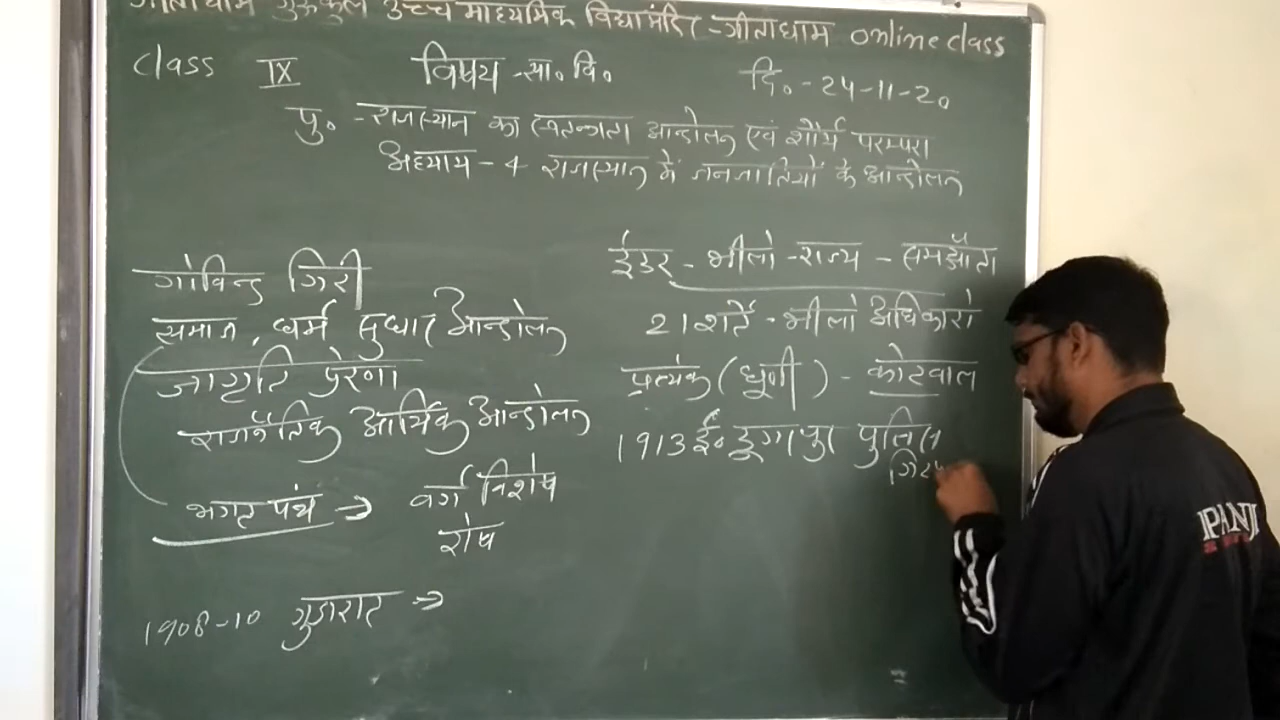 गुरुकुल उच्च माध्यमिक विद्यामंदिर - गीताधाम online class
Class IX विषय - सा० वि० दि० - 24-11-20
पु० - राजस्थान का स्वतन्त्रता आन्दोलन एवं शौर्य परम्परा
अध्याय - 4 राजस्थान के जनजातियों के आन्दोलन
गोविन्द गिरी
समाज, धर्म सुधार आन्दोलन
जागृति प्रेरणा
राजनैतिक आर्थिक आन्दोलन
भगत पंथ → वर्ग विशेष
रोष
1908-10 गुजरात →
ईडर - भीलो - राज्य - समझौता
21 शर्तें - भीलों अधिकारों
प्रत्येक (धूणी) - कोटवाल
1913 ई० डूंगरपुर पुलिस